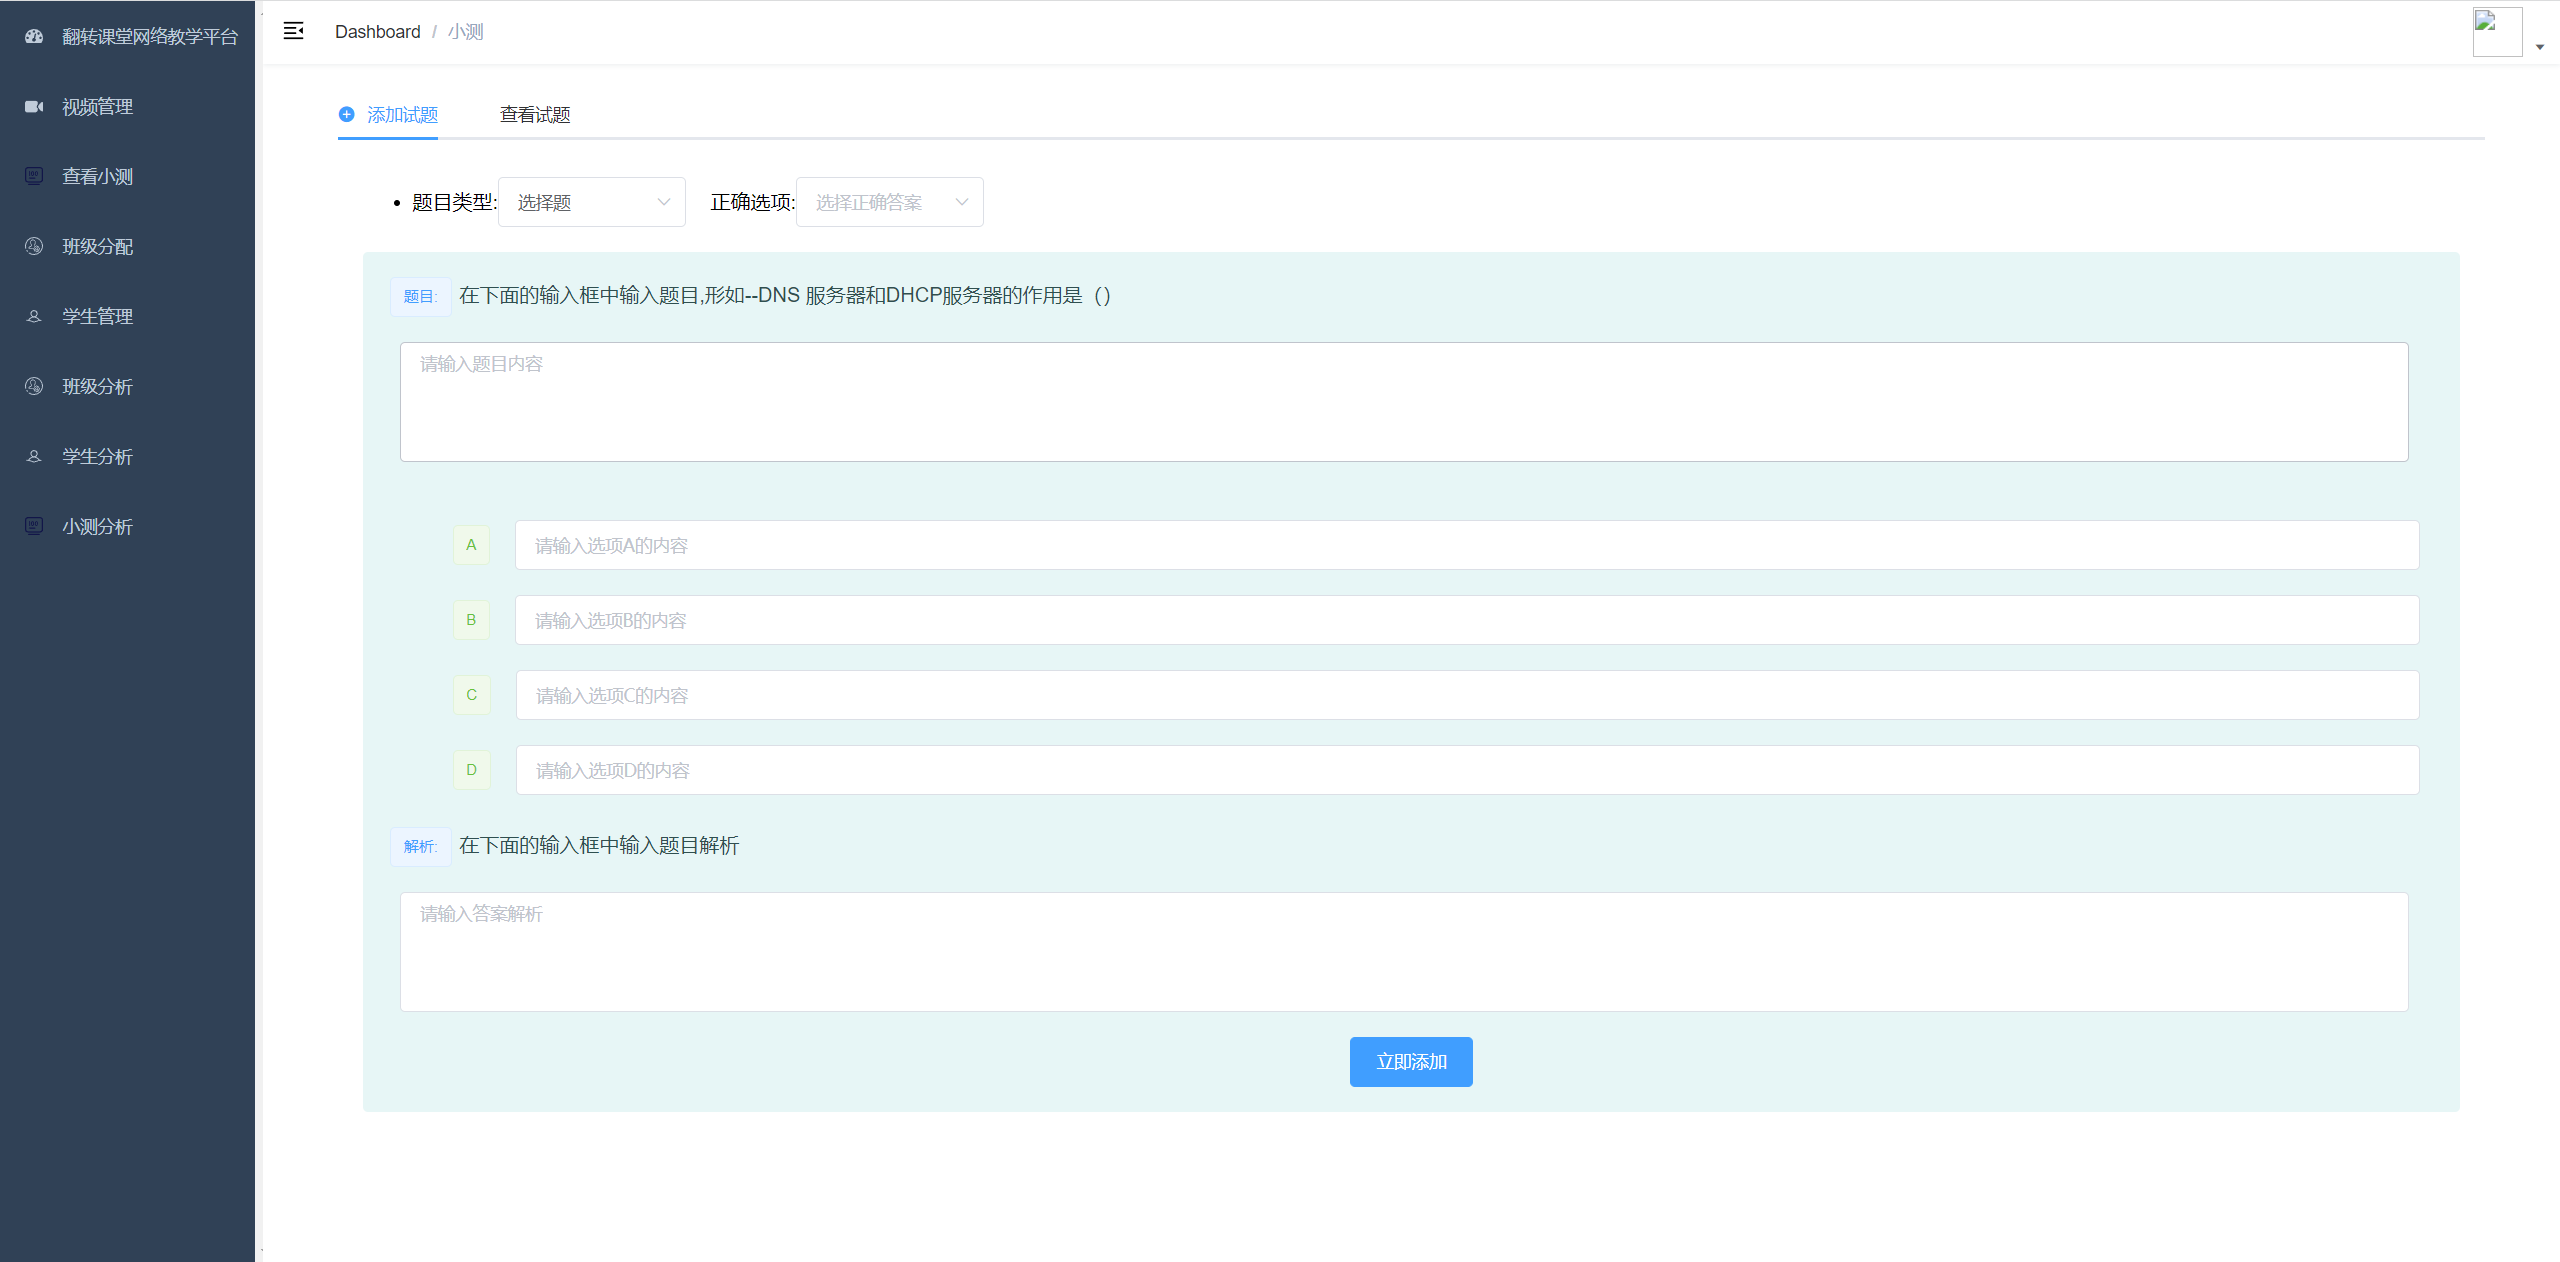 翻转课堂网络教学平台
视频管理
查看小测
班级分配
学生管理
班级分析
学生分析
小测分析
Dashboard / 小测
添加试题 查看试题
• 题目类型: 选择题 正确选项: 选择正确答案
题目: 在下面的输入框中输入题目,形如--DNS 服务器和DHCP服务器的作用是（）
请输入题目内容
A 请输入选项A的内容
B 请输入选项B的内容
C 请输入选项C的内容
D 请输入选项D的内容
解析: 在下面的输入框中输入题目解析
请输入答案解析
立即添加